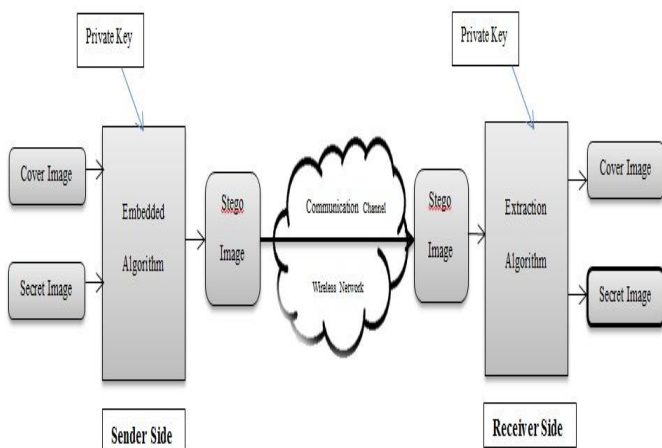 Private Key
Private Key
Cover Image
Secret Image
Embedded
Algorithm
Stego
Image
Communication Channel
Wireless Network
Stego
Image
Extraction
Algorithm
Cover Image
Secret Image
Sender Side
Receiver Side